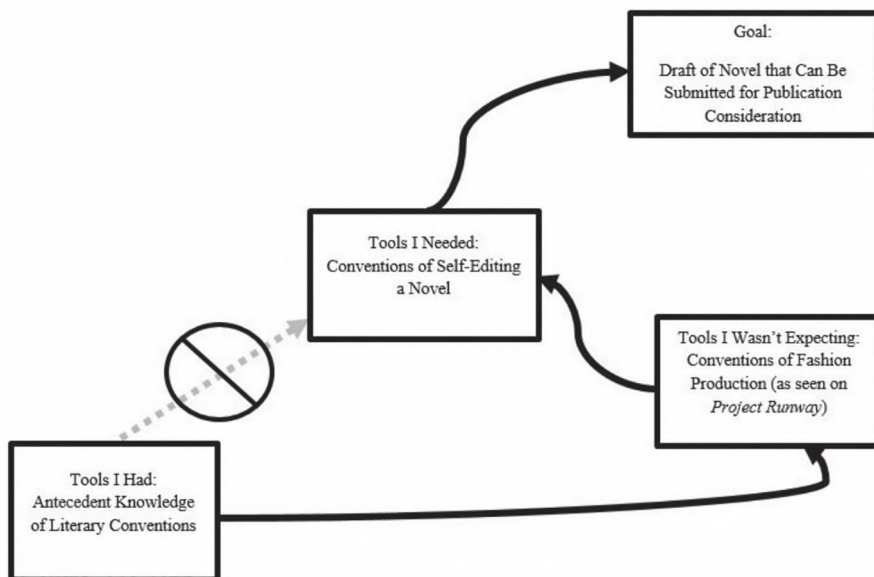 Goal:
Draft of Novel that Can Be
Submitted for Publication
Consideration
Tools I Needed:
Conventions of Self-Editing
a Novel
Tools I Wasn’t Expecting:
Conventions of Fashion
Production (as seen on
Project Runway)
Tools I Had:
Antecedent Knowledge
of Literary Conventions